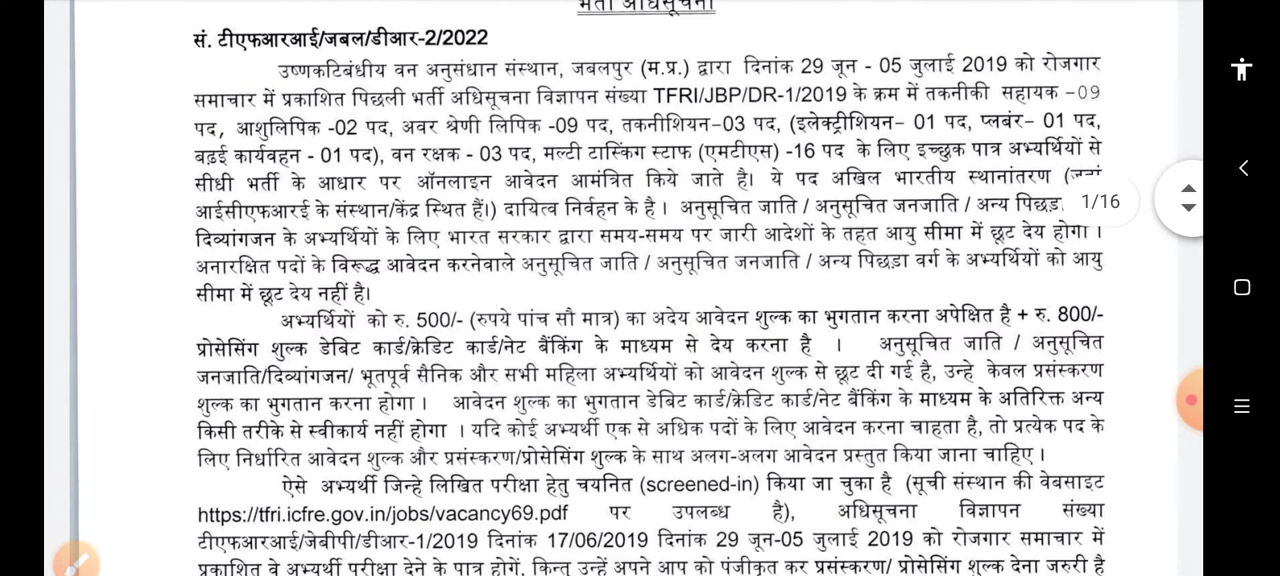 भर्ती अधिसूचना
सं. टीएफआरआई/जबल/डीआर-2/2022
उष्णकटिबंधीय वन अनुसंधान संस्थान, जबलपुर (म.प्र.) द्वारा दिनांक 29 जून - 05 जुलाई 2019 को रोजगार
समाचार में प्रकाशित पिछली भर्ती अधिसूचना विज्ञापन संख्या TFRI/JBP/DR-1/2019 के क्रम में तकनीकी सहायक -09
पद, आशुलिपिक -02 पद, अवर श्रेणी लिपिक -09 पद, तकनीशियन-03 पद, (इलेक्ट्रीशियन- 01 पद, प्लबंर- 01 पद,
बढ़ई कार्यवहन - 01 पद), वन रक्षक - 03 पद, मल्टी टास्किंग स्टाफ (एमटीएस) -16 पद के लिए इच्छुक पात्र अभ्यर्थियों से
सीधी भर्ती के आधार पर ऑनलाइन आवेदन आमंत्रित किये जाते है। ये पद अखिल भारतीय स्थानांतरण
आईसीएफआरई के संस्थान/केंद्र स्थित हैं।) दायित्व निर्वहन के है । अनुसूचित जाति / अनुसूचित जनजाति / अन्य 1/16
दिव्यांगजन के अभ्यर्थियों के लिए भारत सरकार द्वारा समय-समय पर जारी आदेशों के तहत आयु सीमा में छूट देय होगी ।
अनारक्षित पदों के विरूद्ध आवेदन करनेवाले अनुसूचित जाति / अनुसूचित जनजाति / अन्य पिछड़ा वर्ग के अभ्यर्थियों को आयु
सीमा में छूट देय नहीं है।
अभ्यर्थियों को रु. 500/- (रुपये पांच सौ मात्र) का अदेय आवेदन शुल्क का भुगतान करना अपेक्षित है + रु. 800/-
प्रोसेसिंग शुल्क डेबिट कार्ड/क्रेडिट कार्ड/नेट बैंकिंग के माध्यम से देय करना है । अनुसूचित जाति / अनुसूचित
जनजाति/दिव्यांगजन/ भूतपूर्व सैनिक और सभी महिला अभ्यर्थियों को आवेदन शुल्क से छूट दी गई है, उन्हे केवल प्रसंस्करण
शुल्क का भुगतान करना होगा । आवेदन शुल्क का भुगतान डेबिट कार्ड/क्रेडिट कार्ड/नेट बैंकिंग के माध्यम के अतिरिक्त अन्य
किसी तरीके से स्वीकार्य नहीं होगा । यदि कोई अभ्यर्थी एक से अधिक पदों के लिए आवेदन करना चाहता है, तो प्रत्येक पद के
लिए निर्धारित आवेदन शुल्क और प्रसंस्करण/प्रोसेसिंग शुल्क के साथ अलग-अलग आवेदन प्रस्तुत किया जाना चाहिए ।
ऐसे अभ्यर्थी जिन्हे लिखित परीक्षा हेतु चयनित (screened-in) किया जा चुका है (सूची संस्थान की वेबसाइट
https://tfri.icfre.gov.in/jobs/vacancy69.pdf पर उपलब्ध है), अधिसूचना विज्ञापन संख्या
टीएफआरआई/जेबीपी/डीआर-1/2019 दिनांक 17/06/2019 दिनांक 29 जून-05 जुलाई 2019 को रोजगार समाचार में
प्रकाशित वे अभ्यर्थी परीक्षा देने के पात्र होगें, किन्तु उन्हें अपने आप को पंजीकृत कर प्रसंस्करण/ प्रोसेसिंग शुल्क देना जरुरी है